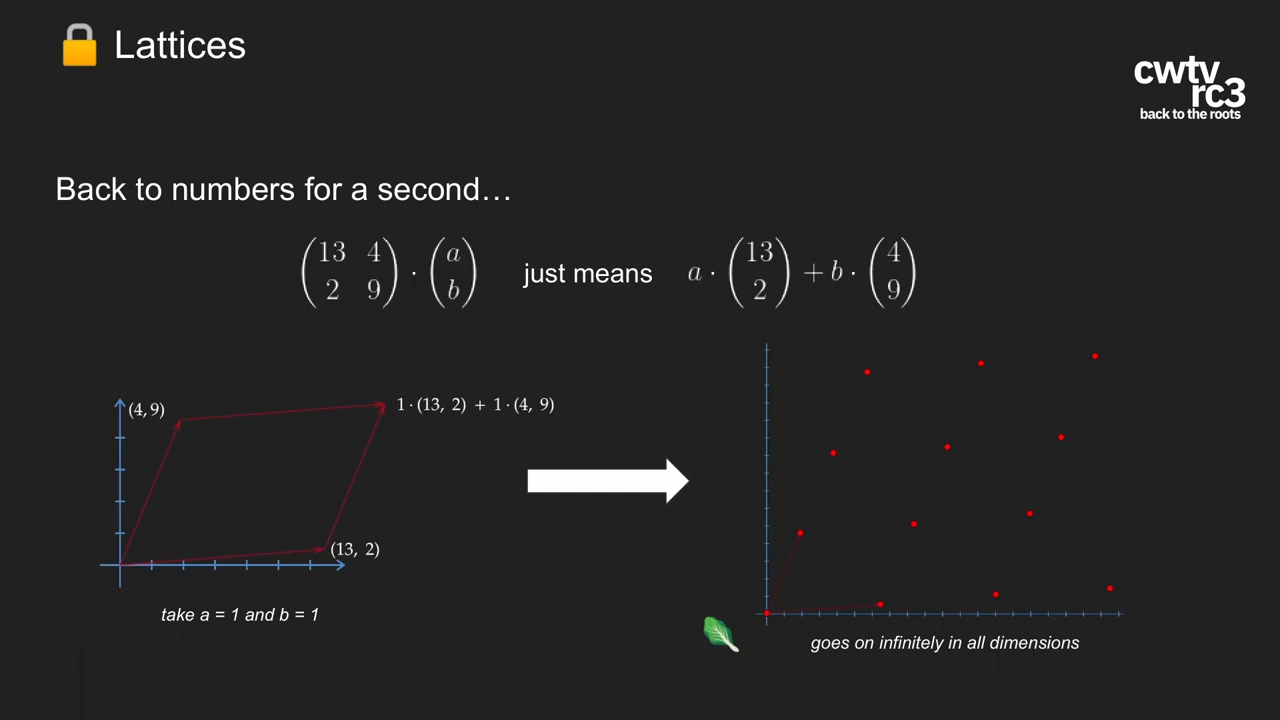 🔒 Lattices
cwtv
rc3
back to the roots
Back to numbers for a second…
(13 4) (a) just means a · (13) + b · (4)
(2 9) · (b) (2) (9)
(4, 9)
1 · (13, 2) + 1 · (4, 9)
(13, 2)
take a = 1 and b = 1
goes on infinitely in all dimensions